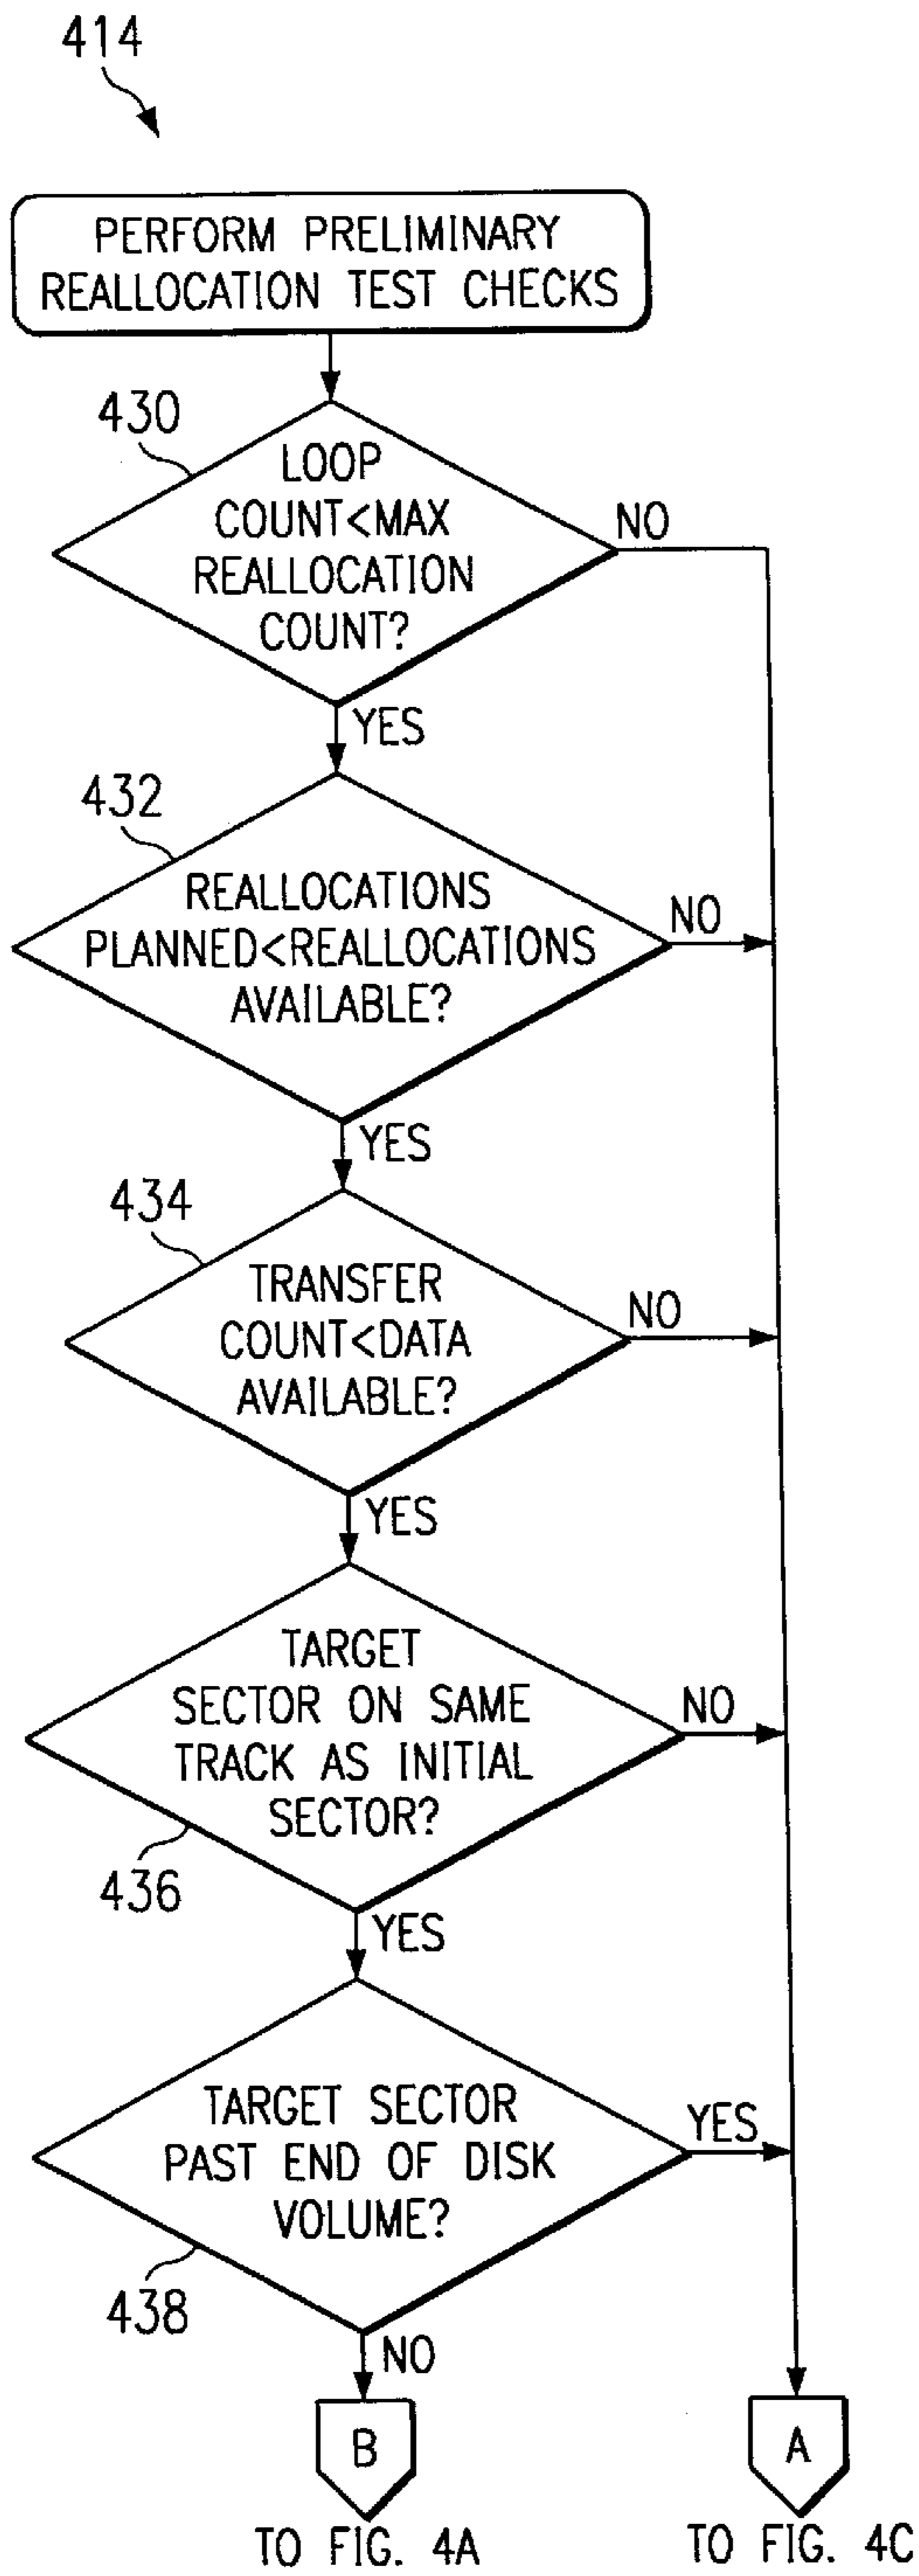 414
PERFORM PRELIMINARY
REALLOCATION TEST CHECKS
430
LOOP
COUNT<MAX
REALLOCATION
COUNT?
NO
YES
432
REALLOCATIONS
PLANNED<REALLOCATIONS
AVAILABLE?
NO
YES
434
TRANSFER
COUNT<DATA
AVAILABLE?
NO
YES
TARGET
SECTOR ON SAME
TRACK AS INITIAL
SECTOR?
NO
436
YES
TARGET SECTOR
PAST END OF DISK
VOLUME?
YES
438
NO
B
A
TO FIG. 4A
TO FIG. 4C